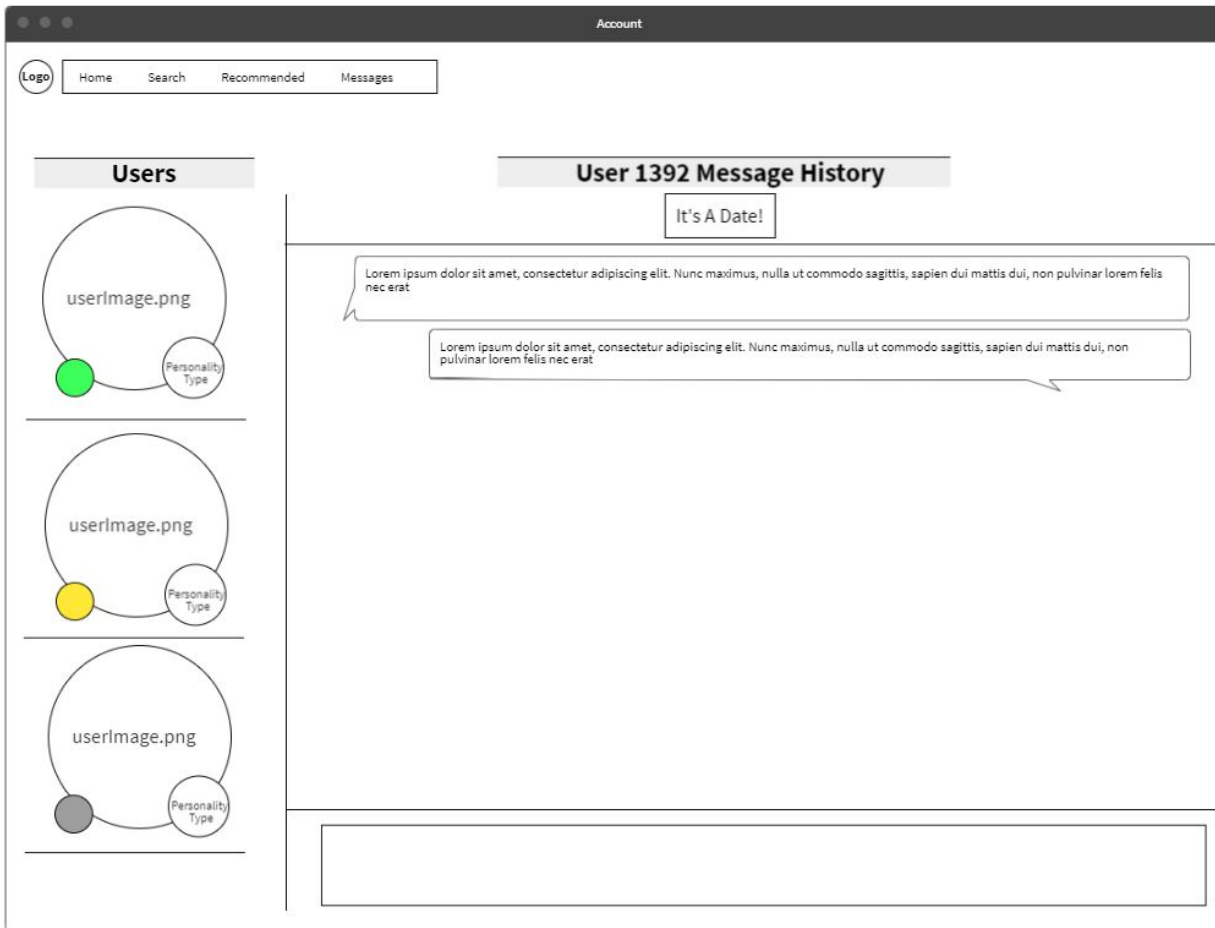 Account
Logo
Home Search Recommended Messages
Users
userImage.png
Personality
Type
userImage.png
Personality
Type
userImage.png
Personality
Type
User 1392 Message History
It's A Date!
Lorem ipsum dolor sit amet, consectetur adipiscing elit. Nunc maximus, nulla ut commodo sagittis, sapien dui mattis dui, non pulvinar lorem felis
nec erat
Lorem ipsum dolor sit amet, consectetur adipiscing elit. Nunc maximus, nulla ut commodo sagittis, sapien dui mattis dui, non
pulvinar lorem felis nec erat